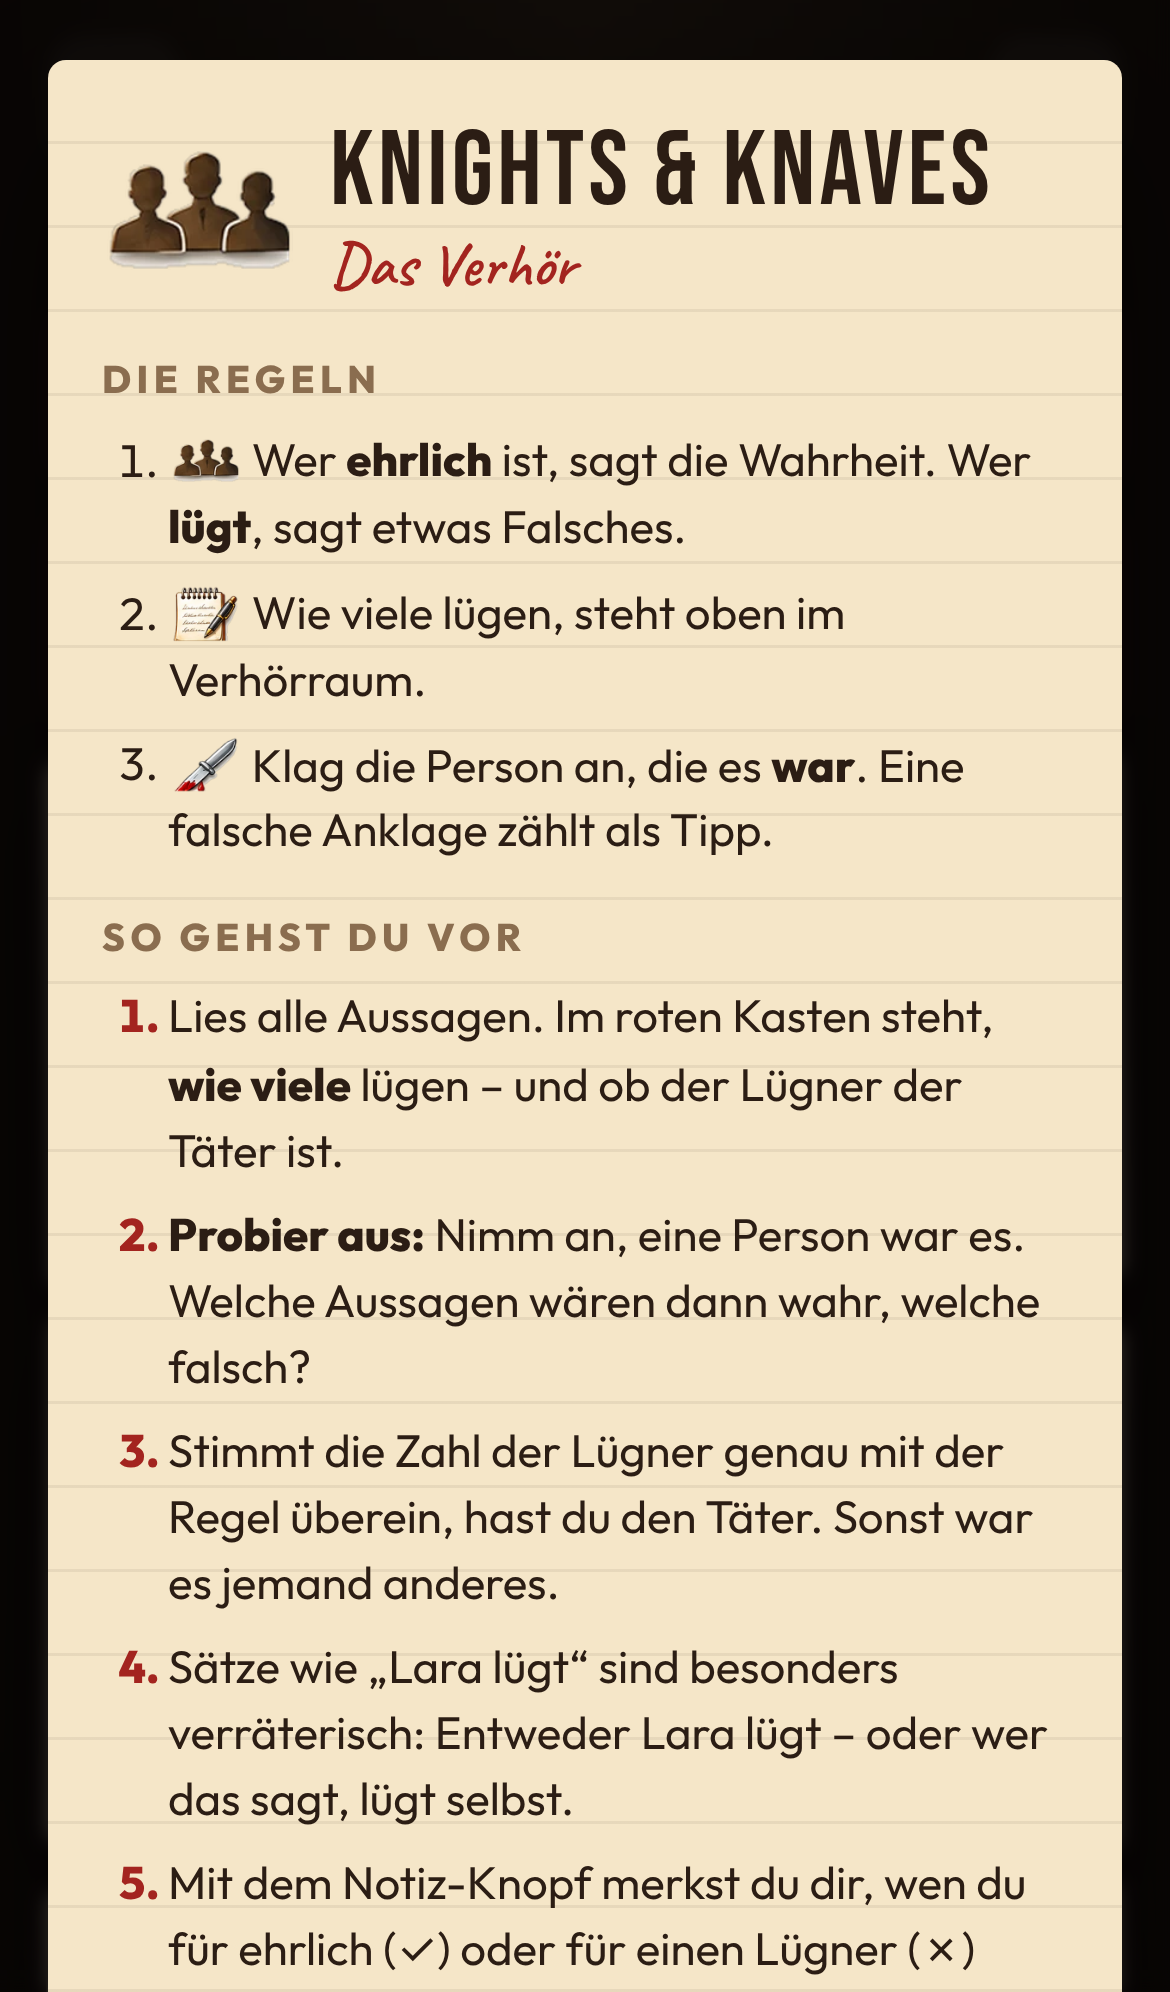 KNIGHTS & KNAVES
Das Verhör
DIE REGELN
1. Wer ehrlich ist, sagt die Wahrheit. Wer
lügt, sagt etwas Falsches.
2. Wie viele lügen, steht oben im
Verhörraum.
3. Klag die Person an, die es war. Eine
falsche Anklage zählt als Tipp.
SO GEHST DU VOR
1. Lies alle Aussagen. Im roten Kasten steht,
wie viele lügen – und ob der Lügner der
Täter ist.
2. Probier aus: Nimm an, eine Person war es.
Welche Aussagen wären dann wahr, welche
falsch?
3. Stimmt die Zahl der Lügner genau mit der
Regel überein, hast du den Täter. Sonst war
es jemand anderes.
4. Sätze wie „Lara lügt“ sind besonders
verräterisch: Entweder Lara lügt – oder wer
das sagt, lügt selbst.
5. Mit dem Notiz-Knopf merkst du dir, wen du
für ehrlich (✓) oder für einen Lügner (✕)